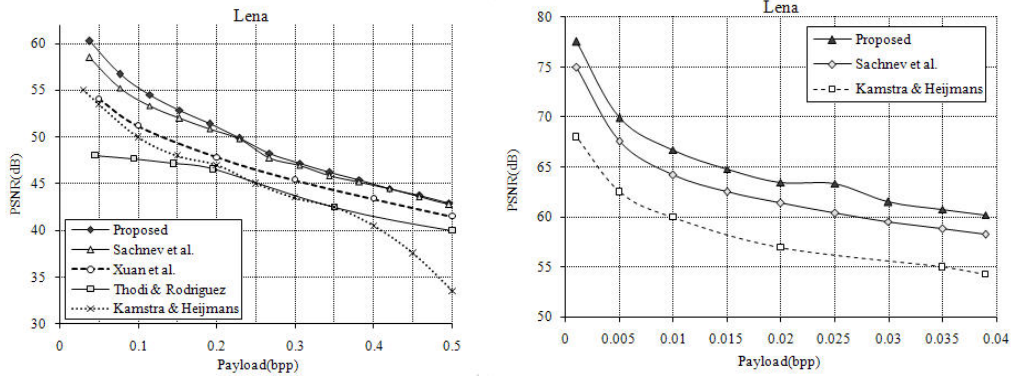 Lena
PSNR(dB)
60
55
50
45
40
35
30
0
0.1
0.2
0.3
0.4
0.5
Payload(bpp)
Proposed
Sachnev et al.
Xuan et al.
Thodi & Rodriguez
Kamstra & Heijmans
Lena
PSNR(dB)
80
75
70
65
60
55
50
0
0.005
0.01
0.015
0.02
0.025
0.03
0.035
0.04
Payload(bpp)
Proposed
Sachnev et al.
Kamstra & Heijmans